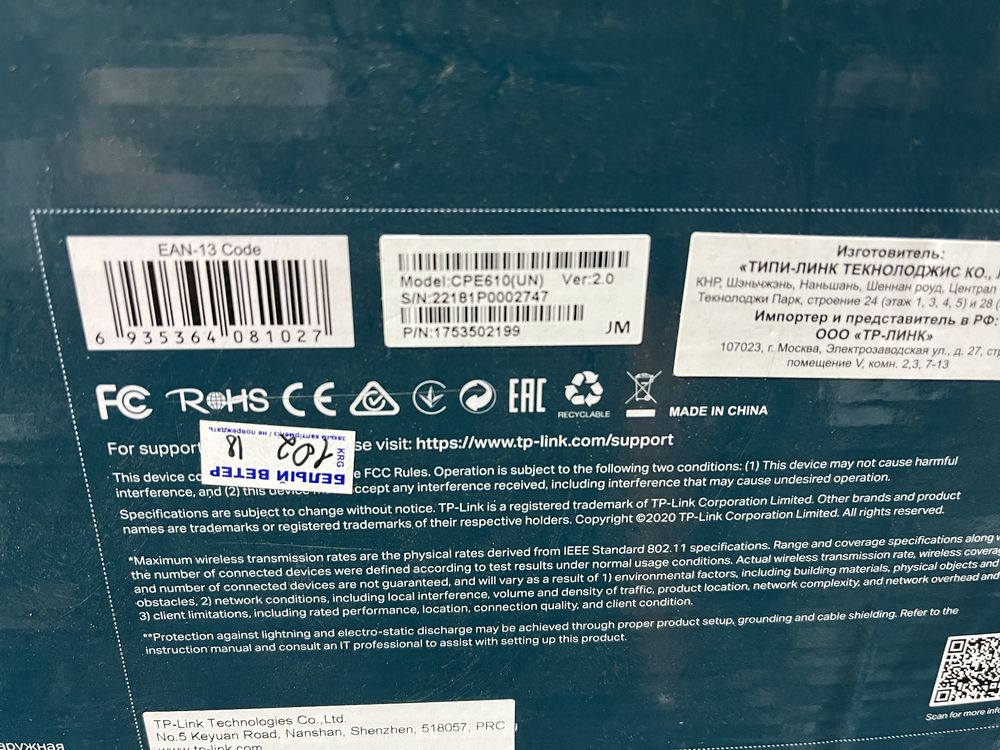 EAN-13 Code
6 935364 081027
Model:CPE610(UN) Ver:2.0
S/N:22181P0002747
P/N:1753502199 JM
Изготовитель:
«ТИПИ-ЛИНК ТЕКНОЛОДЖИС КО.,
КНР, Шэньчжэнь, Наньшань, Шеннан роуд, Централ
Текнолоджи Парк, строение 24 (этаж 1, 3, 4, 5) и 28
Импортер и представитель в РФ:
ООО «ТР-ЛИНК»
107023, г. Москва, Электрозаводская ул., д. 27,
помещение V, комн. 2,3, 7-13
FC RoHS CE EAC
RECYCLABLE
MADE IN CHINA
For support se visit: https://www.tp-link.com/support
БЕЛЫЙ ВЕТЕР
KRG
102 18
This device co e FCC Rules. Operation is subject to the following two conditions: (1) This device may not cause harmful
interference, and (2) this device accept any interference received, including interference that may cause undesired operation.
Specifications are subject to change without notice. TP-Link is a registered trademark of TP-Link Corporation Limited. Other brands and product
names are trademarks or registered trademarks of their respective holders. Copyright ©2020 TP-Link Corporation Limited. All rights reserved.
*Maximum wireless transmission rates are the physical rates derived from IEEE Standard 802.11 specifications. Range and coverage specifications along
the number of connected devices were defined according to test results under normal usage conditions. Actual wireless transmission rate, wireless
and number of connected devices are not guaranteed, and will vary as a result of 1) environmental factors, including building materials, physical objects and
obstacles, 2) network conditions, including local interference, volume and density of traffic, product location, network complexity, and network overhead and
3) client limitations, including rated performance, location, connection quality, and client condition.
**Protection against lightning and electro-static discharge may be achieved through proper product setup, grounding and cable shielding. Refer to the
instruction manual and consult an IT professional to assist with setting up this product.
Scan for more
TP-Link Technologies Co.,Ltd.
No.5 Keyuan Road, Nanshan, Shenzhen, 518057, PRC
www.tp-link.com